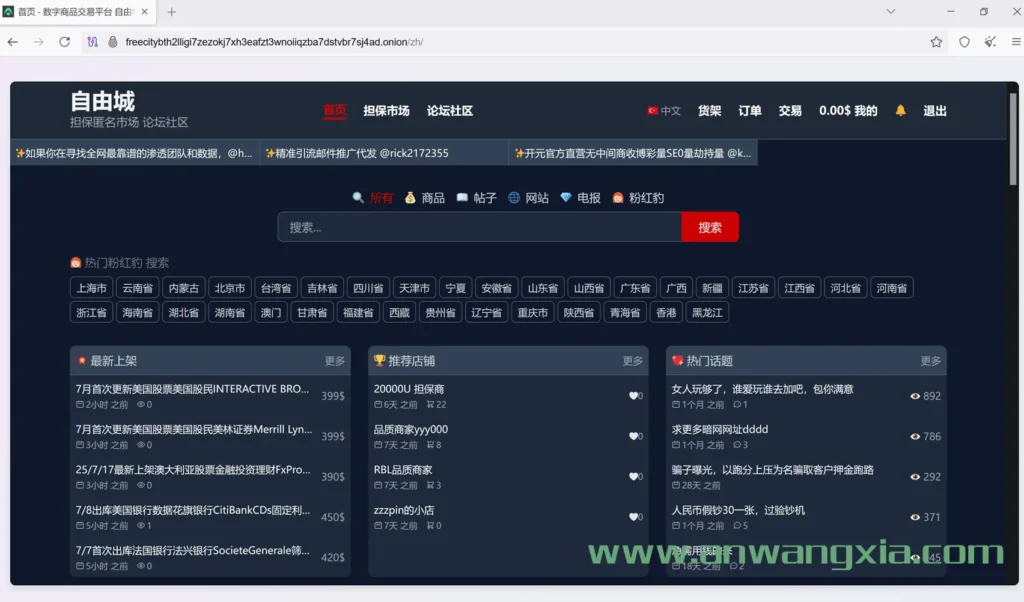 首页 - 数字商品交易平台 自由
freecitybth2lligi7zezokj7xh3eafzt3wnoiiqzba7dstvbr7sj4ad.onion/zh/
自由城
担保匿名市场 论坛社区
首页 担保市场 论坛社区
中文 货架 订单 交易 0.00$ 我的 退出
如果你在寻找全网最靠谱的渗透团队和数据，@h...
精准引流邮件推广代发 @rick2172355
开元官方直营无中间商收博彩量SEO量劫持量 @k...
所有 商品 帖子 网站 电报 粉红豹
搜索...
搜索
热门粉红豹 搜索
上海市 云南省 内蒙古 北京市 台湾省 吉林省 四川省 天津市 宁夏 安徽省 山东省 山西省 广东省 广西 新疆 江苏省 江西省 河北省 河南省
浙江省 海南省 湖北省 湖南省 澳门 甘肃省 福建省 西藏 贵州省 辽宁省 重庆市 陕西省 青海省 香港 黑龙江
最新上架 更多
7月首次更新美国股票美国股民INTERACTIVE BRO...
399$
2小时 之前 0
7月首次更新美国股票美国股民美林证券Merrill Lyn...
399$
3小时 之前 0
25/7/17最新上架澳大利亚股票金融投资理财FxPro...
390$
3小时 之前 0
7/8出库美国银行数据花旗银行CitiBankCDs固定利...
450$
5小时 之前 1
7/7首次出库法国银行法兴银行SocieteGenerale筛...
420$
5小时 之前 0
推荐店铺 更多
20000U 担保商
0
6天 之前 22
品质商家yyy000
0
7天 之前 8
RBL品质商家
0
7天 之前 3
zzzpin的小店
0
7天 之前 0
热门话题 更多
女人玩够了，谁爱玩谁去加吧，包你满意
892
1个月 之前 1
求更多暗网网址dddd
786
1个月 之前 3
骗子曝光，以跑分上压为名骗取客户押金跑路
292
28天 之前
人民币假钞30一张，过验钞机
371
1个月 之前 5
45
18天 之前 2
www.anwangxia.com